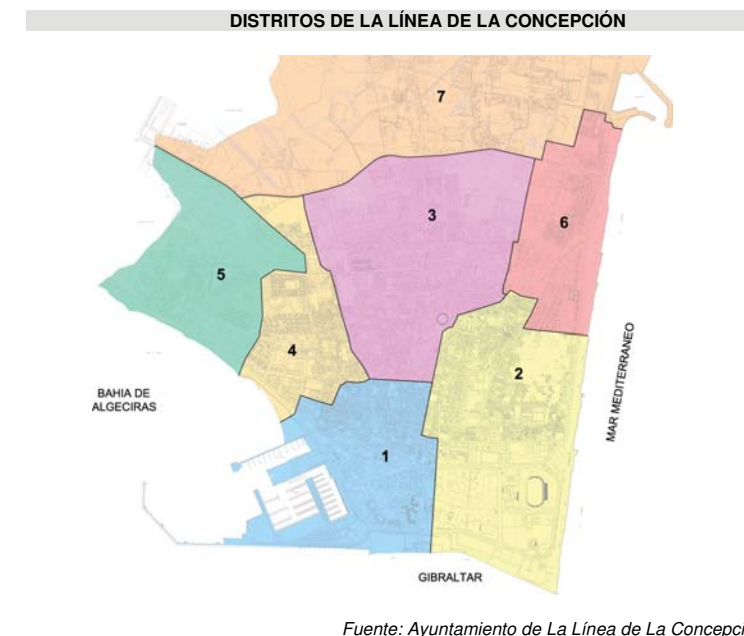 DISTRITOS DE LA LÍNEA DE LA CONCEPCIÓN
7
3
6
5
4
2
BAHIA DE
ALGECIRAS
MAR MEDITERRANEO
1
GIBRALTAR
Fuente: Ayuntamiento de La Línea de La Concepci